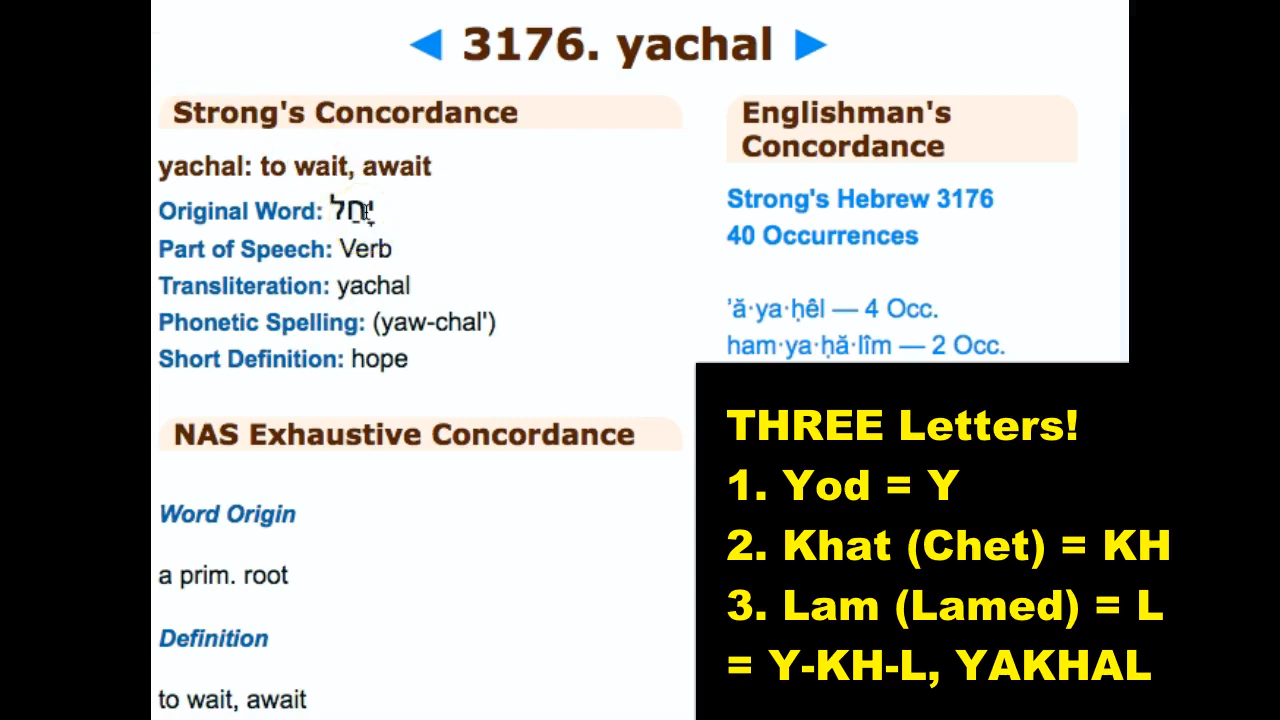 ◄ 3176. yachal ►
Strong's Concordance
yachal: to wait, await
Original Word: יָחַל
Part of Speech: Verb
Transliteration: yachal
Phonetic Spelling: (yaw-chal')
Short Definition: hope
NAS Exhaustive Concordance
Word Origin
a prim. root
Definition
to wait, await
Englishman's
Concordance
Strong's Hebrew 3176
40 Occurrences
’ă·ya·ḥêl — 4 Occ.
ham·ya·ḥă·lîm — 2 Occ.
THREE Letters!
1. Yod = Y
2. Khat (Chet) = KH
3. Lam (Lamed) = L
= Y-KH-L, YAKHAL